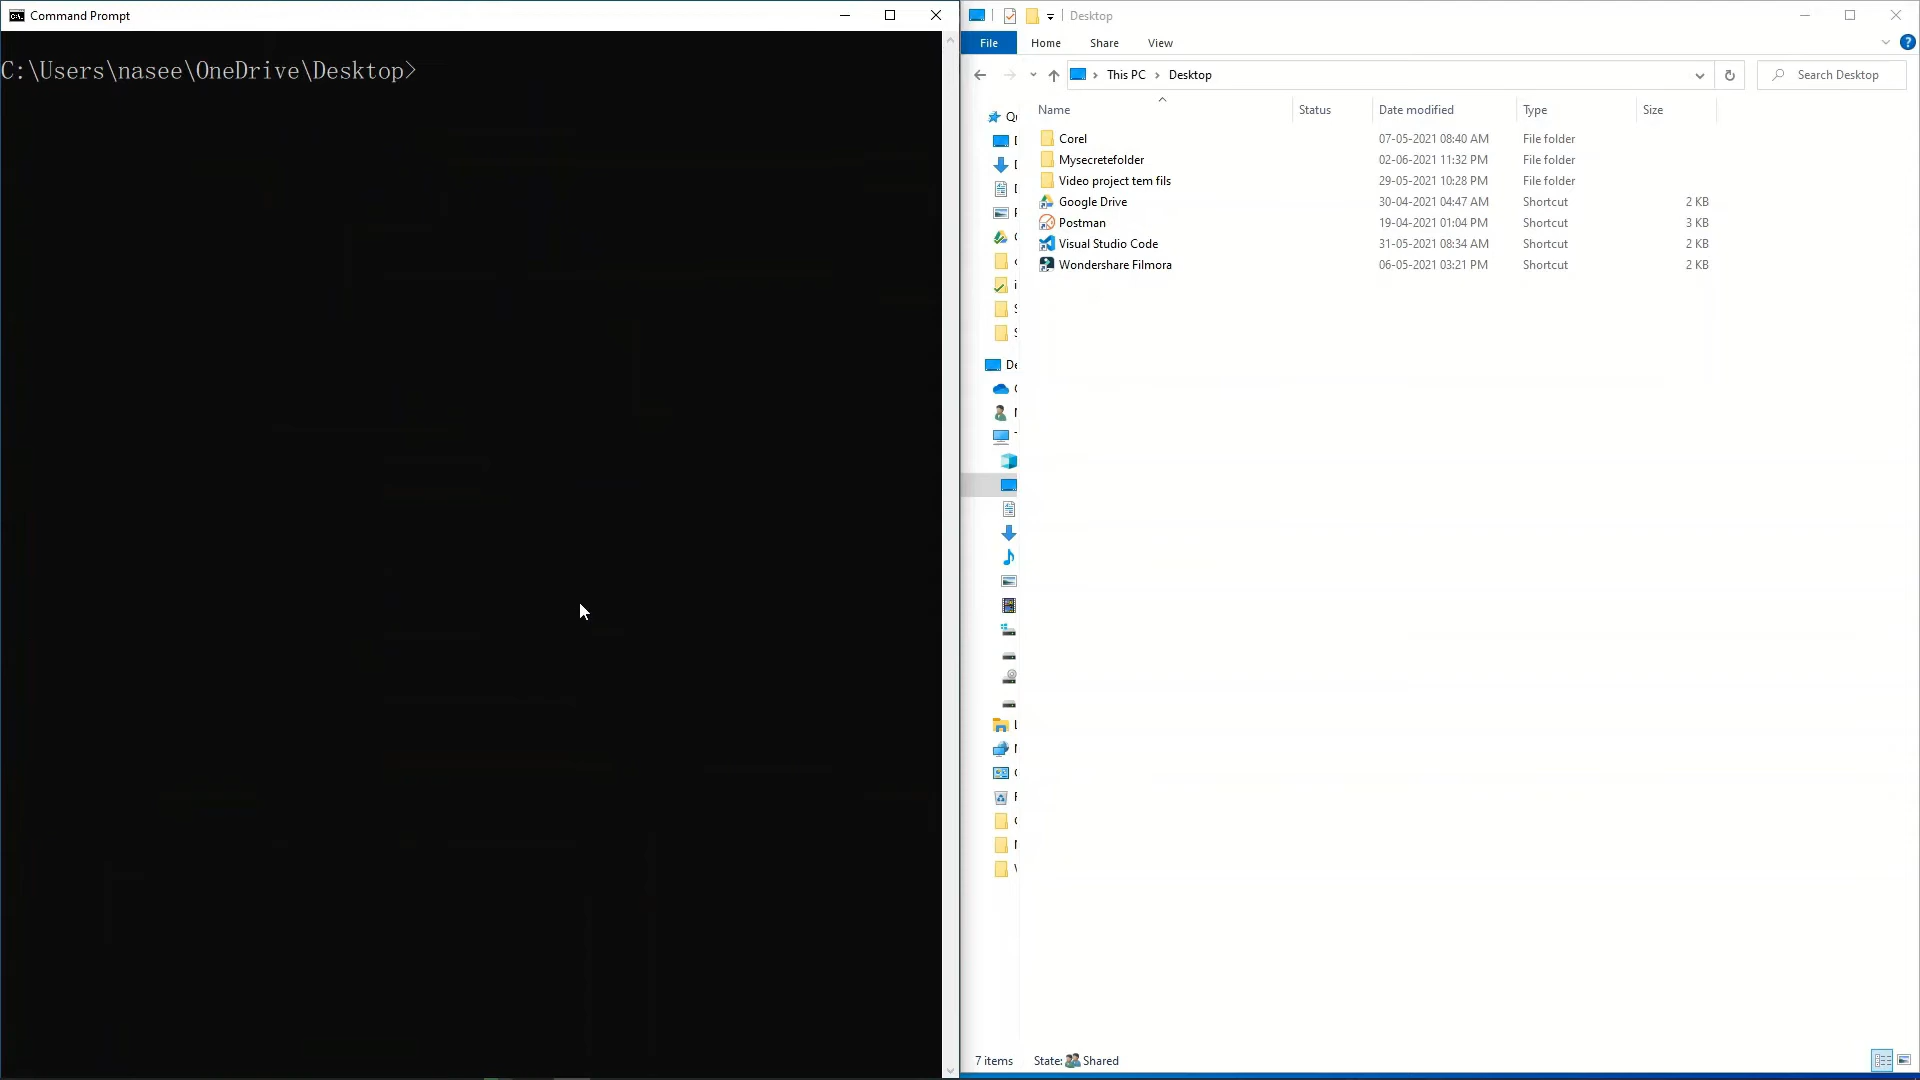 Command Prompt
C:\Users\nasee\OneDrive\Desktop>
Desktop
File Home Share View
This PC > Desktop
Search Desktop
Name Status Date modified Type Size
Corel 07-05-2021 08:40 AM File folder
Mysecretefolder 02-06-2021 11:32 PM File folder
Video project tem fils 29-05-2021 10:28 PM File folder
Google Drive 30-04-2021 04:47 AM Shortcut 2 KB
Postman 19-04-2021 01:04 PM Shortcut 3 KB
Visual Studio Code 31-05-2021 08:34 AM Shortcut 2 KB
Wondershare Filmora 06-05-2021 03:21 PM Shortcut 2 KB
7 items State: Shared